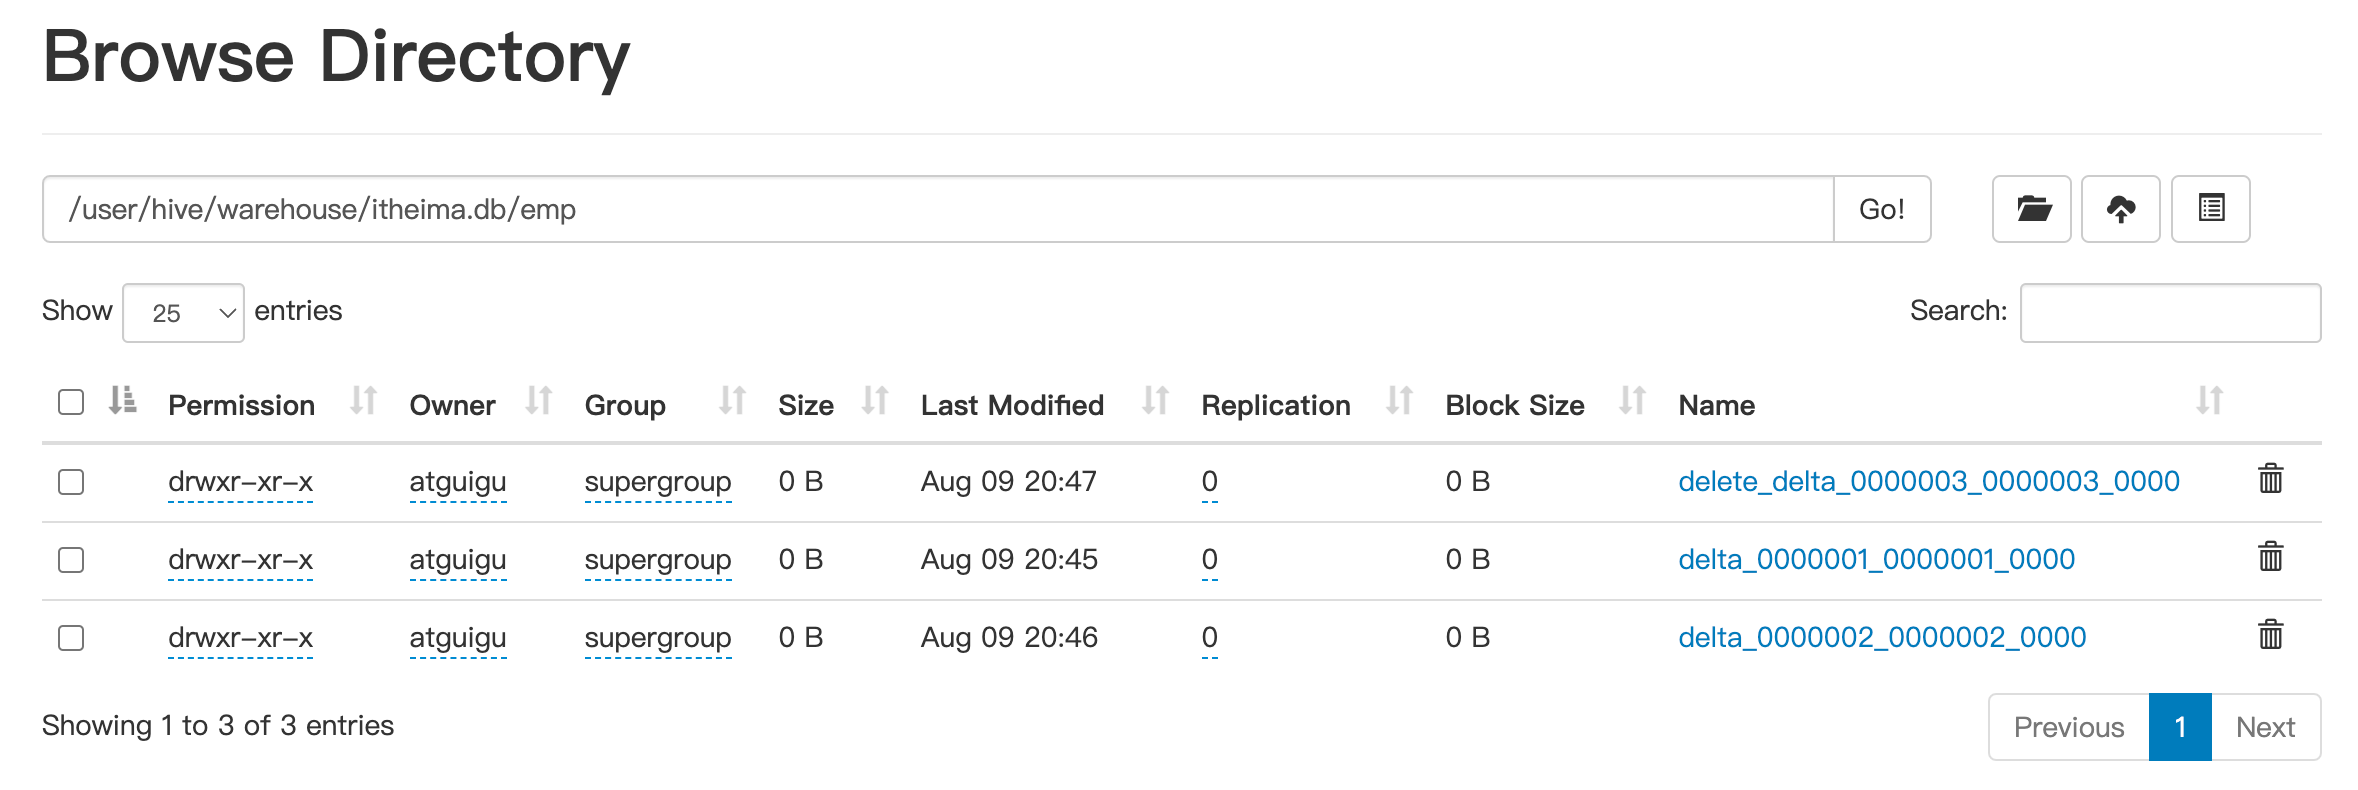 Browse Directory
/user/hive/warehouse/itheima.db/emp Go!
Show 25 entries Search:
Permission Owner Group Size Last Modified Replication Block Size Name
drwxr-xr-x atguigu supergroup 0 B Aug 09 20:47 0 0 B delete_delta_0000003_0000003_0000
drwxr-xr-x atguigu supergroup 0 B Aug 09 20:45 0 0 B delta_0000001_0000001_0000
drwxr-xr-x atguigu supergroup 0 B Aug 09 20:46 0 0 B delta_0000002_0000002_0000
Showing 1 to 3 of 3 entries Previous 1 Next